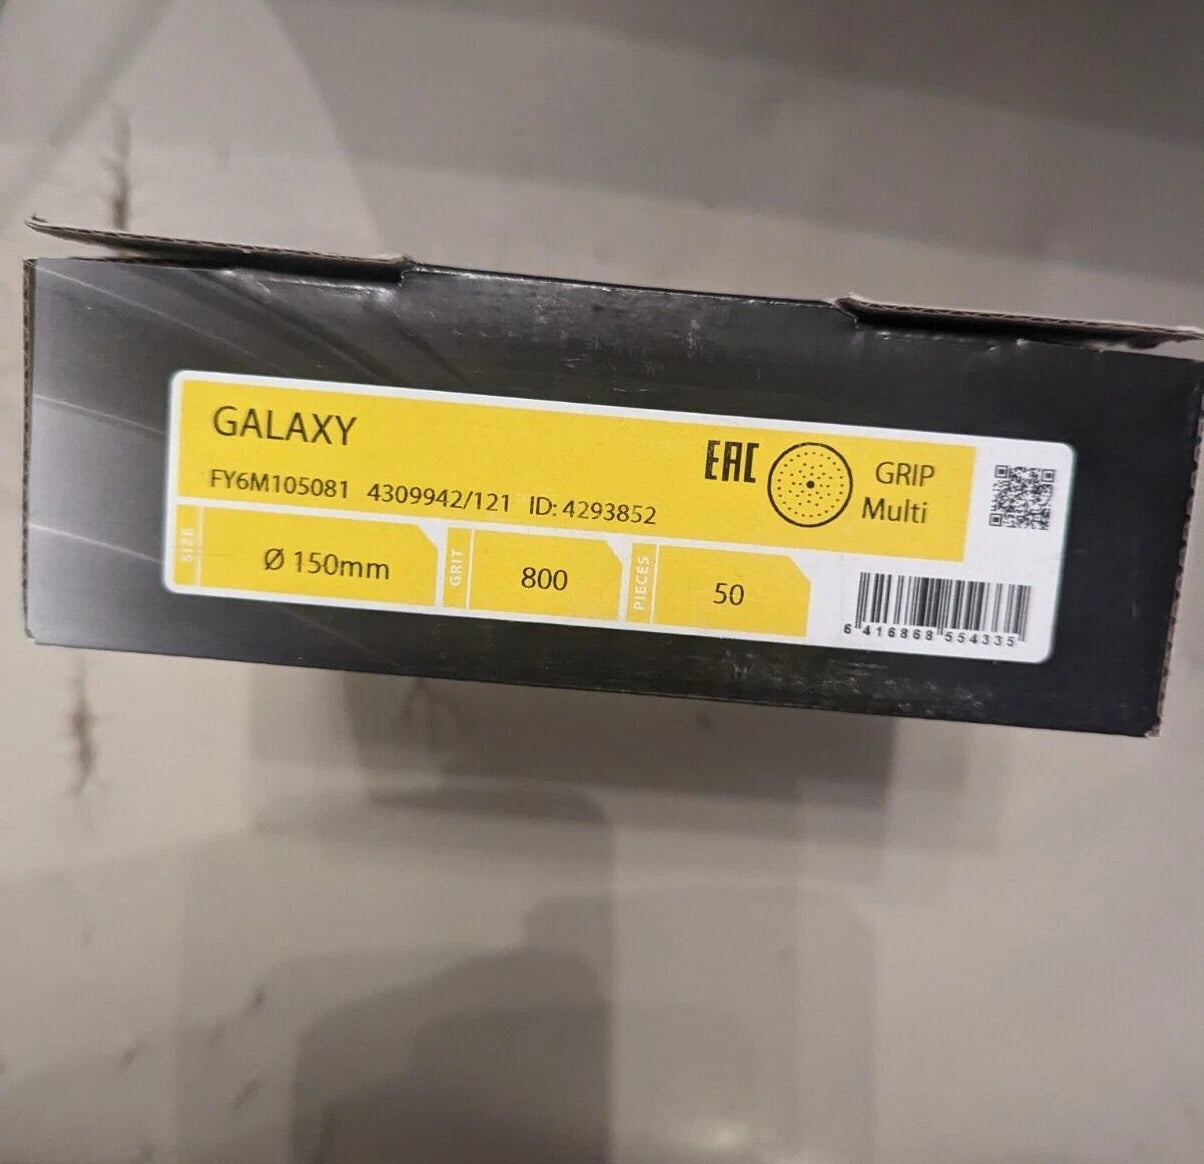 GALAXY
FY6M105081 4309942/121 ID: 4293852
EAC
GRIP
Multi
SIZE
Ø 150mm
GRIT
800
PIECES
50
6 416868 554335